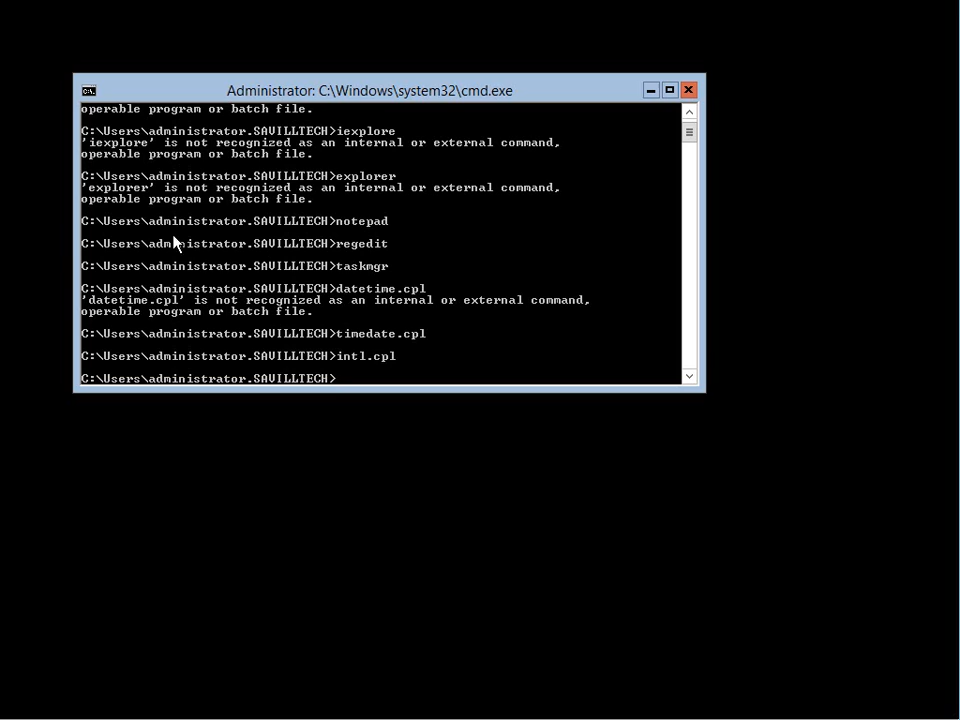 Administrator: C:\Windows\system32\cmd.exe
operable program or batch file.
C:\Users\administrator.SAVILLTECH>iexplore
'iexplore' is not recognized as an internal or external command,
operable program or batch file.
C:\Users\administrator.SAVILLTECH>explorer
'explorer' is not recognized as an internal or external command,
operable program or batch file.
C:\Users\administrator.SAVILLTECH>notepad
C:\Users\administrator.SAVILLTECH>regedit
C:\Users\administrator.SAVILLTECH>taskmgr
C:\Users\administrator.SAVILLTECH>datetime.cpl
'datetime.cpl' is not recognized as an internal or external command,
operable program or batch file.
C:\Users\administrator.SAVILLTECH>timedate.cpl
C:\Users\administrator.SAVILLTECH>intl.cpl
C:\Users\administrator.SAVILLTECH>